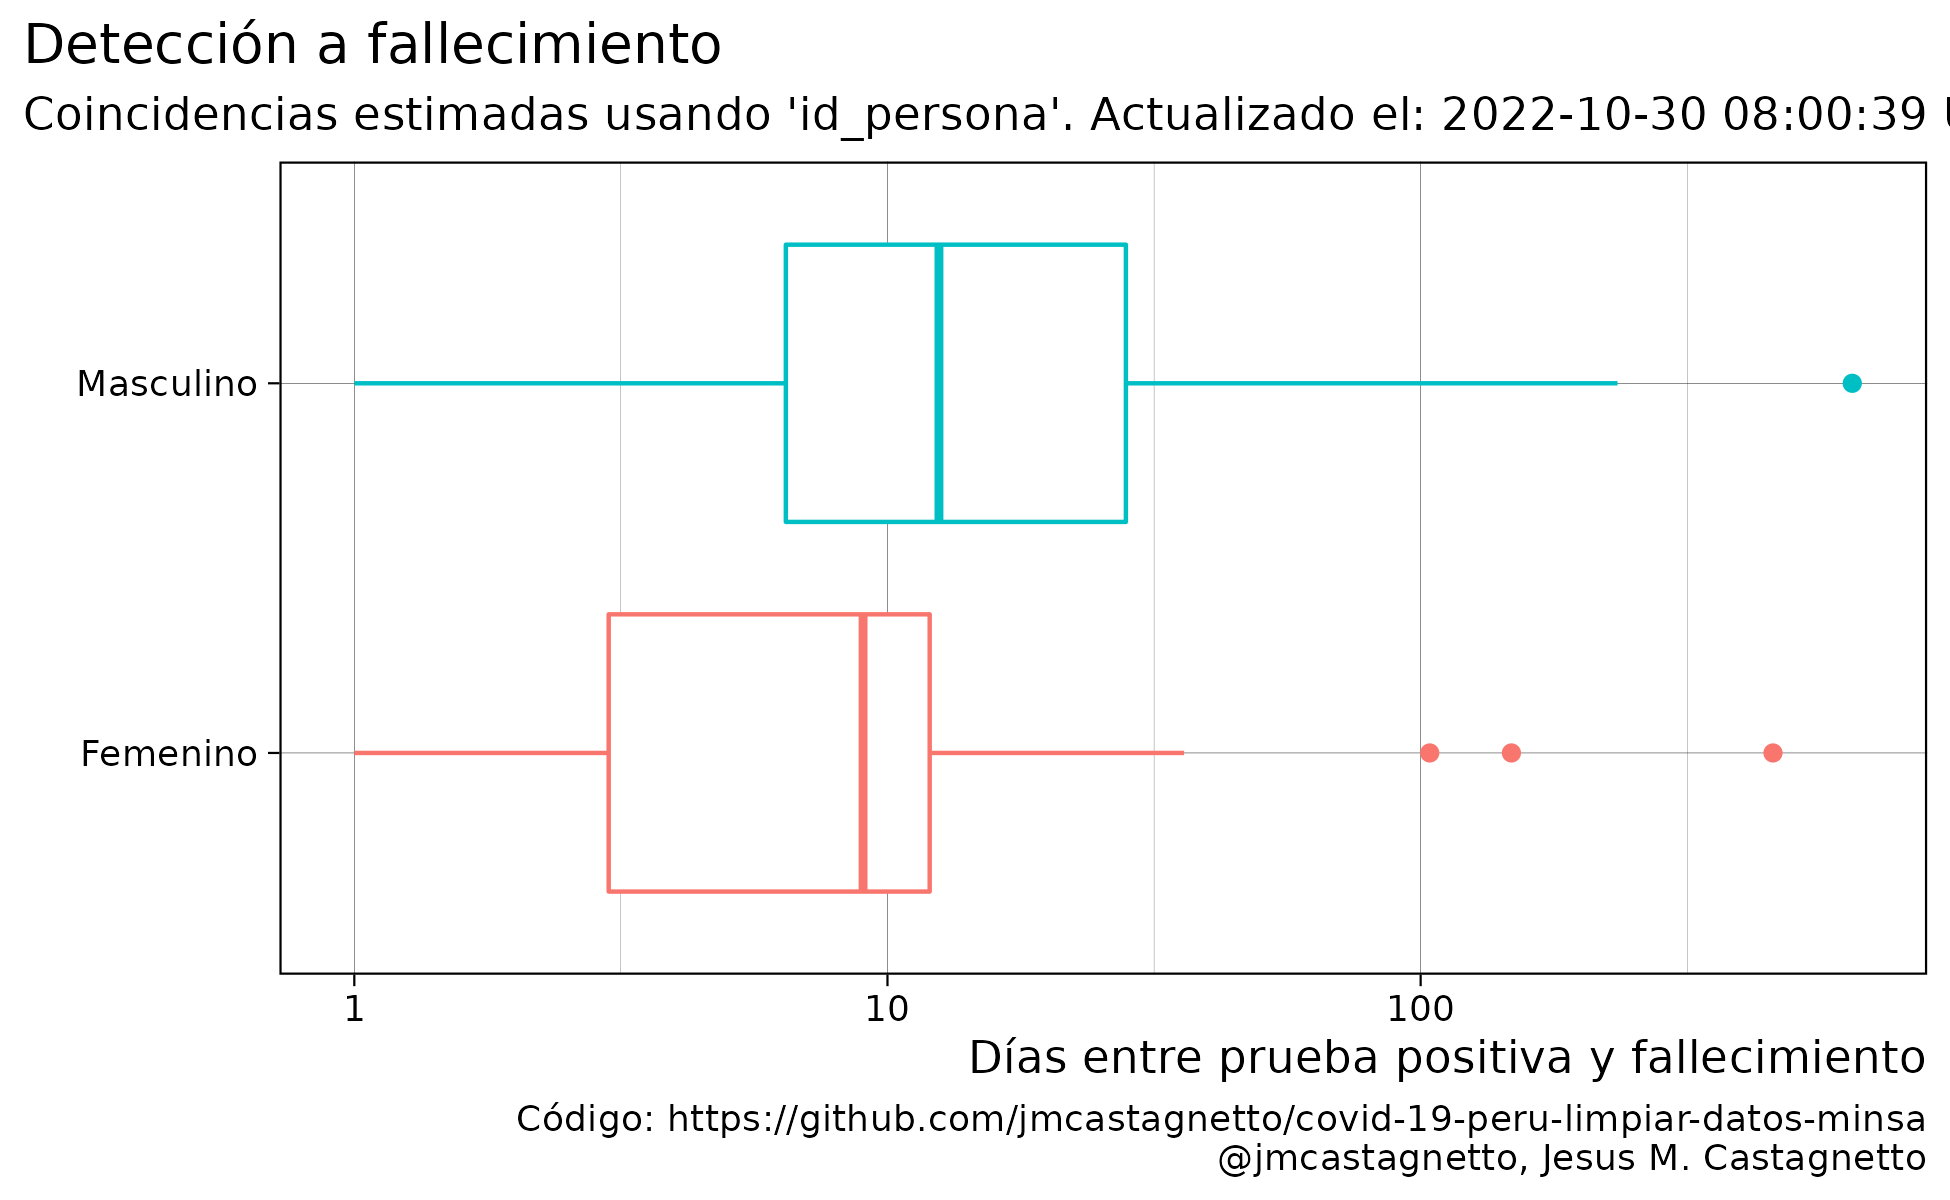 Detección a fallecimiento
Coincidencias estimadas usando 'id_persona'. Actualizado el: 2022-10-30 08:00:39
Masculino
Femenino
1 10 100
Días entre prueba positiva y fallecimiento
Código: https://github.com/jmcastagnetto/covid-19-peru-limpiar-datos-minsa
@jmcastagnetto, Jesus M. Castagnetto